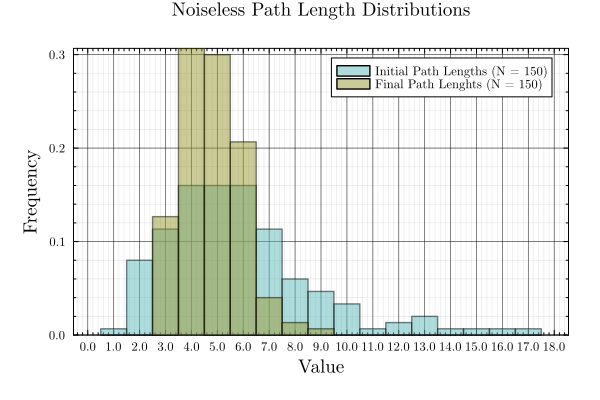 Noiseless Path Length Distributions
Initial Path Lengths (N = 150)
Final Path Lenghts (N = 150)
Frequency
0.3
0.2
0.1
0.0
0.0 1.0 2.0 3.0 4.0 5.0 6.0 7.0 8.0 9.0 10.0 11.0 12.0 13.0 14.0 15.0 16.0 17.0 18.0
Value